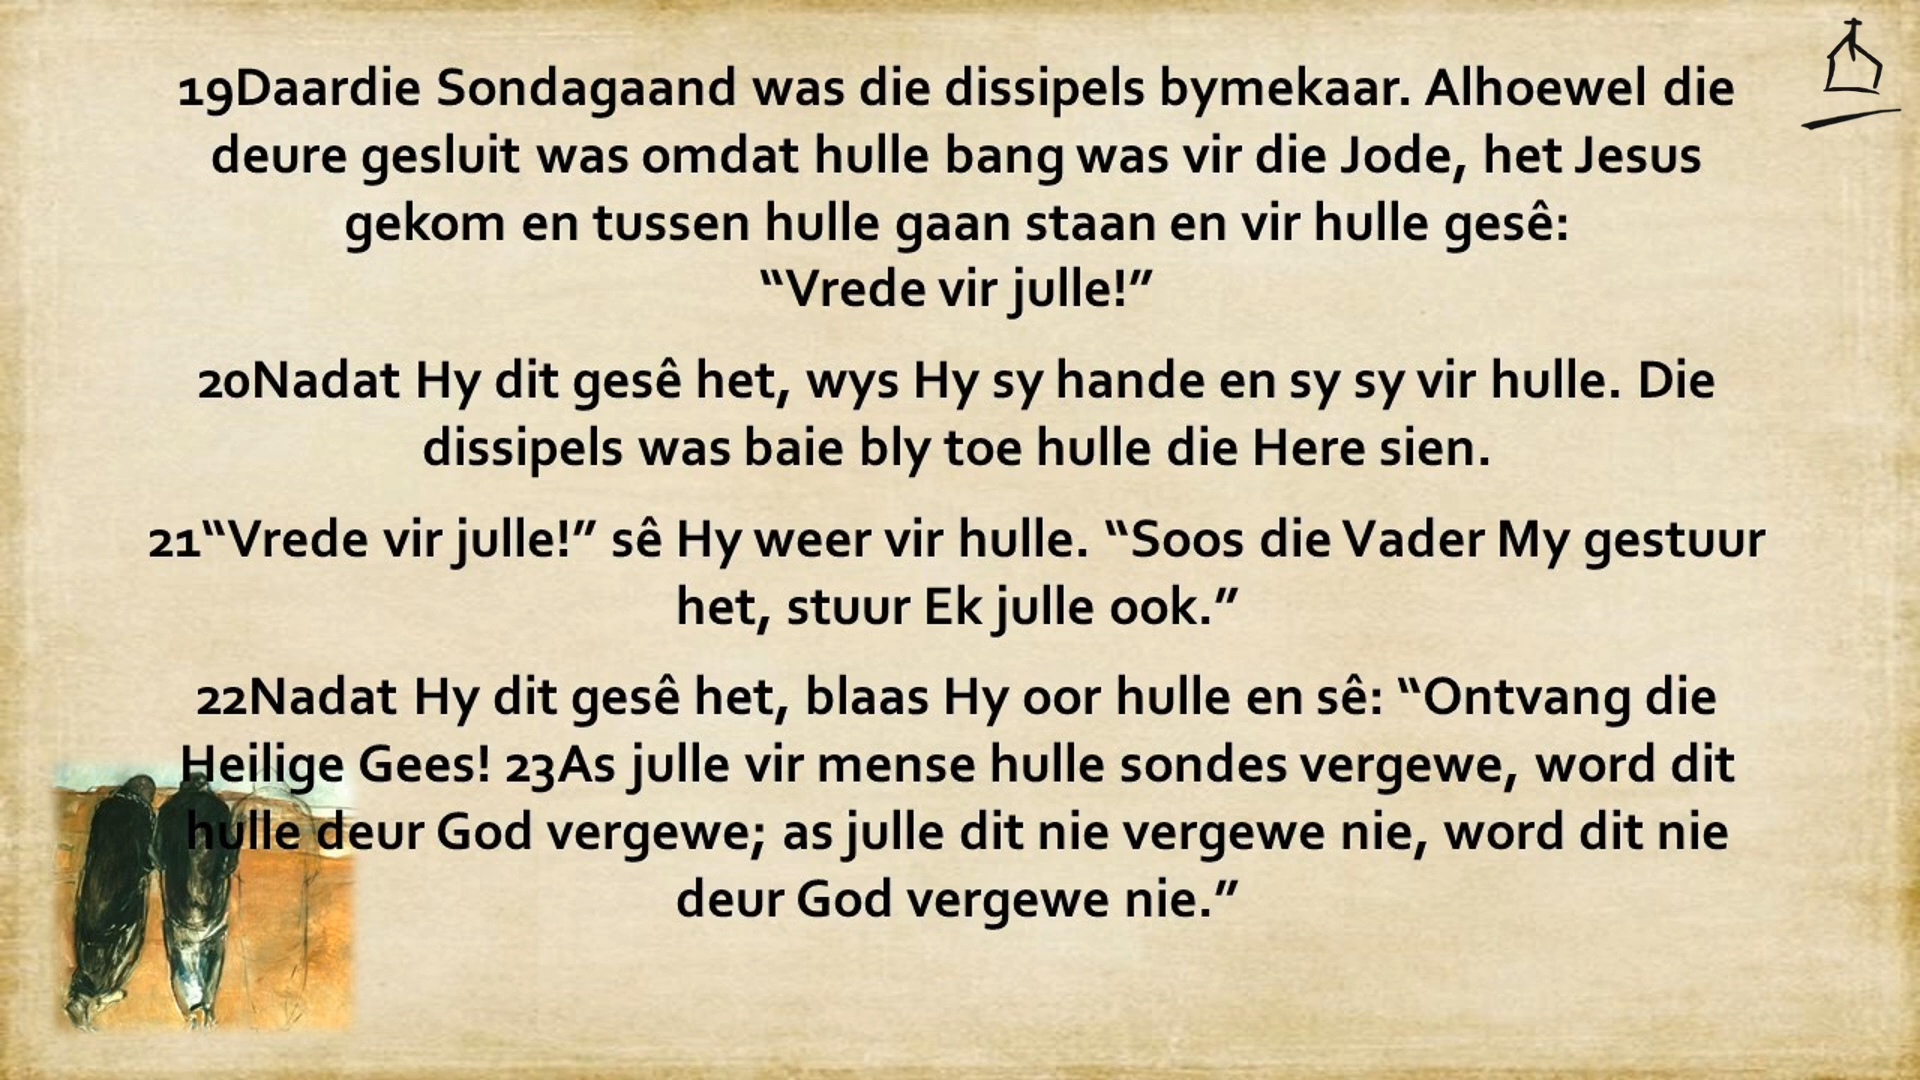 19Daardie Sondagaand was die dissipels bymekaar. Alhoewel die
deure gesluit was omdat hulle bang was vir die Jode, het Jesus
gekom en tussen hulle gaan staan en vir hulle gesê:
“Vrede vir julle!”
20Nadat Hy dit gesê het, wys Hy sy hande en sy sy vir hulle. Die
dissipels was baie bly toe hulle die Here sien.
21“Vrede vir julle!” sê Hy weer vir hulle. “Soos die Vader My gestuur
het, stuur Ek julle ook.”
22Nadat Hy dit gesê het, blaas Hy oor hulle en sê: “Ontvang die
Heilige Gees! 23As julle vir mense hulle sondes vergewe, word dit
hulle deur God vergewe; as julle dit nie vergewe nie, word dit nie
deur God vergewe nie.”